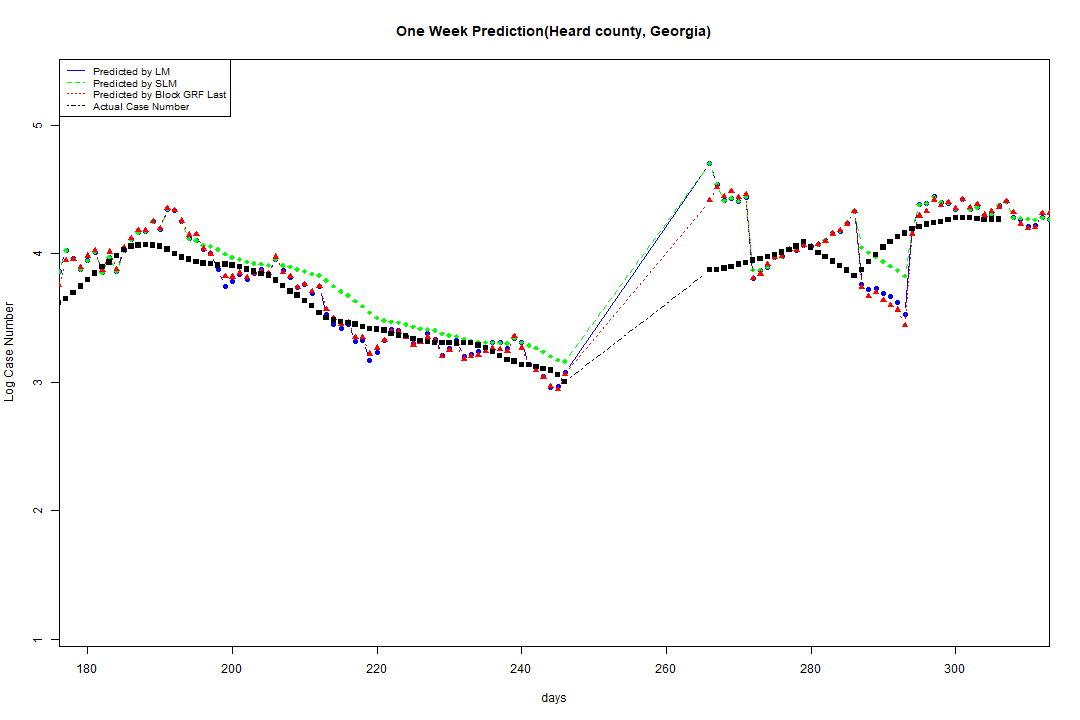 One Week Prediction(Heard county, Georgia)
Predicted by LM
Predicted by SLM
Predicted by Block GRF Last
Actual Case Number
5
4
3
2
1
Log Case Number
180 200 220 240 260 280 300
days